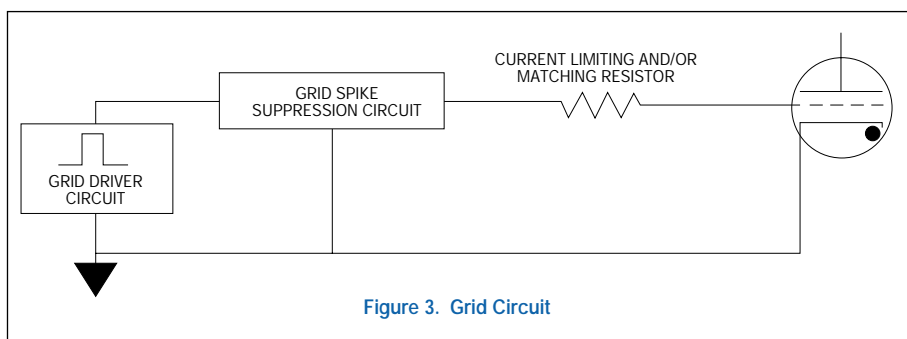 CURRENT LIMITING AND/OR
MATCHING RESISTOR
GRID SPIKE
SUPPRESSION CIRCUIT
GRID DRIVER
CIRCUIT
Figure 3. Grid Circuit